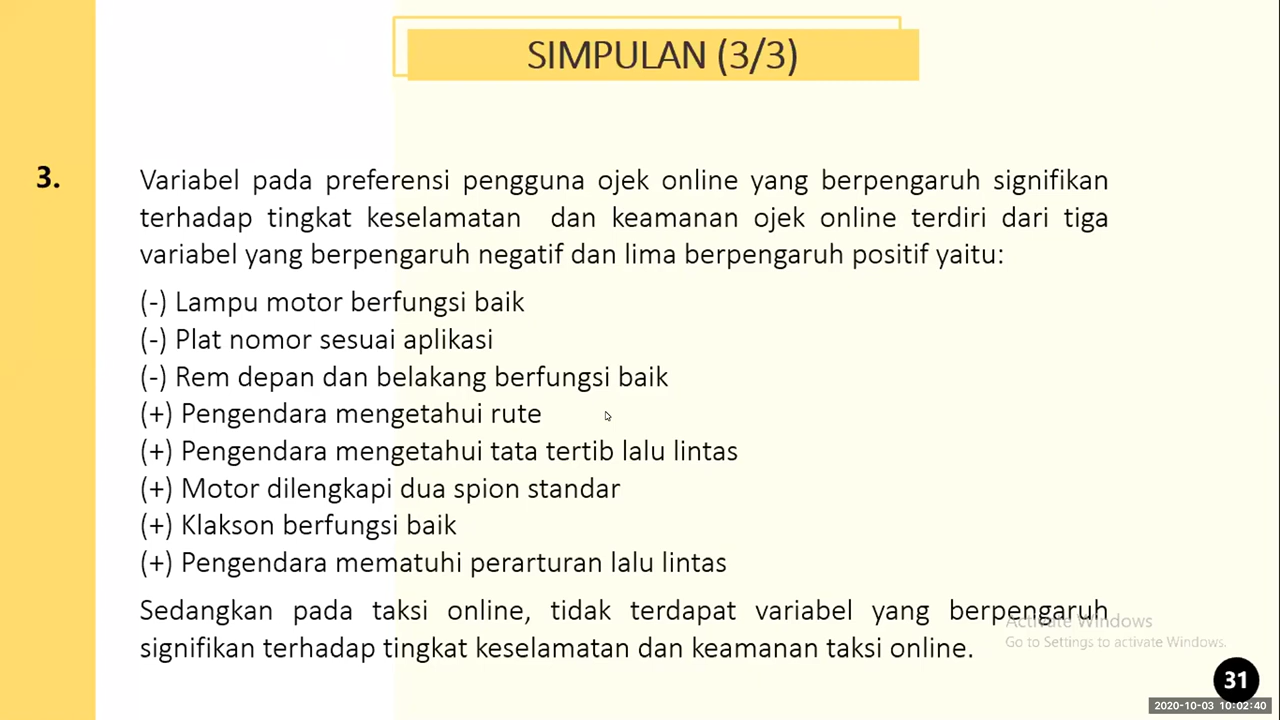 SIMPULAN (3/3)
3.
Variabel pada preferensi pengguna ojek online yang berpengaruh signifikan
terhadap tingkat keselamatan dan keamanan ojek online terdiri dari tiga
variabel yang berpengaruh negatif dan lima berpengaruh positif yaitu:
(-) Lampu motor berfungsi baik
(-) Plat nomor sesuai aplikasi
(-) Rem depan dan belakang berfungsi baik
(+) Pengendara mengetahui rute
(+) Pengendara mengetahui tata tertib lalu lintas
(+) Motor dilengkapi dua spion standar
(+) Klakson berfungsi baik
(+) Pengendara mematuhi perarturan lalu lintas
Sedangkan pada taksi online, tidak terdapat variabel yang berpengaruh
signifikan terhadap tingkat keselamatan dan keamanan taksi online.
Activate Windows
Go to Settings to activate Windows.
31
2020-10-03 10:02:40